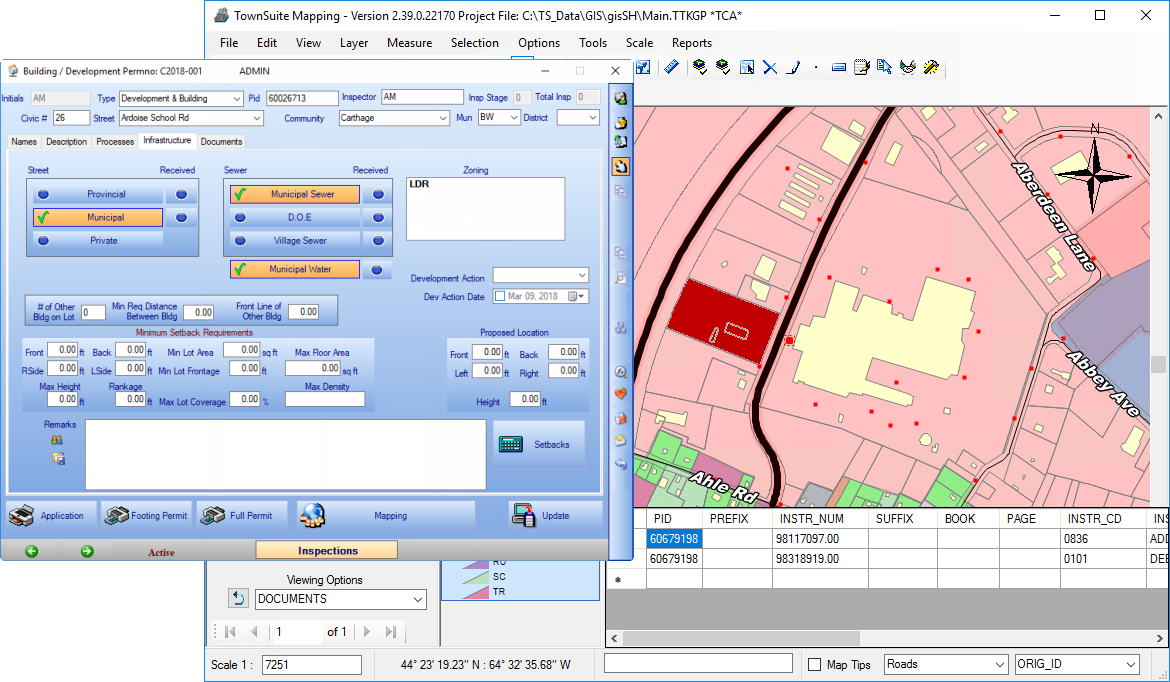 TownSuite Mapping - Version 2.39.0.22170 Project File: C:\TS_Data\GIS\gisSH\Main.TTKGP *TCA*
File Edit View Layer Measure Selection Options Tools Scale Reports
Building / Development Permno: C2018-001 ADMIN
Initials AM Type Development & Building Pid 60026713 Inspector AM Insp Stage 0 Total Insp 0
Civic # 26 Street Ardoise School Rd Community Carthage Mun BW District
Names Description Processes Infrastructure Documents
Street Received Sewer Received Zoning
Provincial Municipal Sewer LDR
Municipal D.O.E
Private Village Sewer
Municipal Water
Development Action
Dev Action Date Mar 09, 2018
# of Other Bldg on Lot 0 Min Req Distance Between Bldg 0.00 Front Line of Other Bldg 0.00
Minimum Setback Requirements Proposed Location
Front 0.00 ft Back 0.00 ft Min Lot Area 0.00 sq ft Max Floor Area
RSide 0.00 ft LSide 0.00 ft Min Lot Frontage 0.00 ft 0.00 sq ft
Max Height Rankage Max Density
0.00 ft 0.00 ft Max Lot Coverage 0.00 %
Front 0.00 ft Back 0.00 ft
Left 0.00 ft Right 0.00 ft
Height 0.00 ft
Remarks
Setbacks
Application Footing Permit Full Permit Mapping Update
Active Inspections
N
Aberdeen Lane
Abbey Ave
Ahle Rd
PID PREFIX INSTR_NUM SUFFIX BOOK PAGE INSTR_CD INS
60679198 98117097.00 0836 ADD
60679198 98318919.00 0101 DEE
RU
SC
TR
Viewing Options
DOCUMENTS
1 of 1
Scale 1 : 7251 44° 23' 19.23" N : 64° 32' 35.68" W Map Tips Roads ORIG_ID